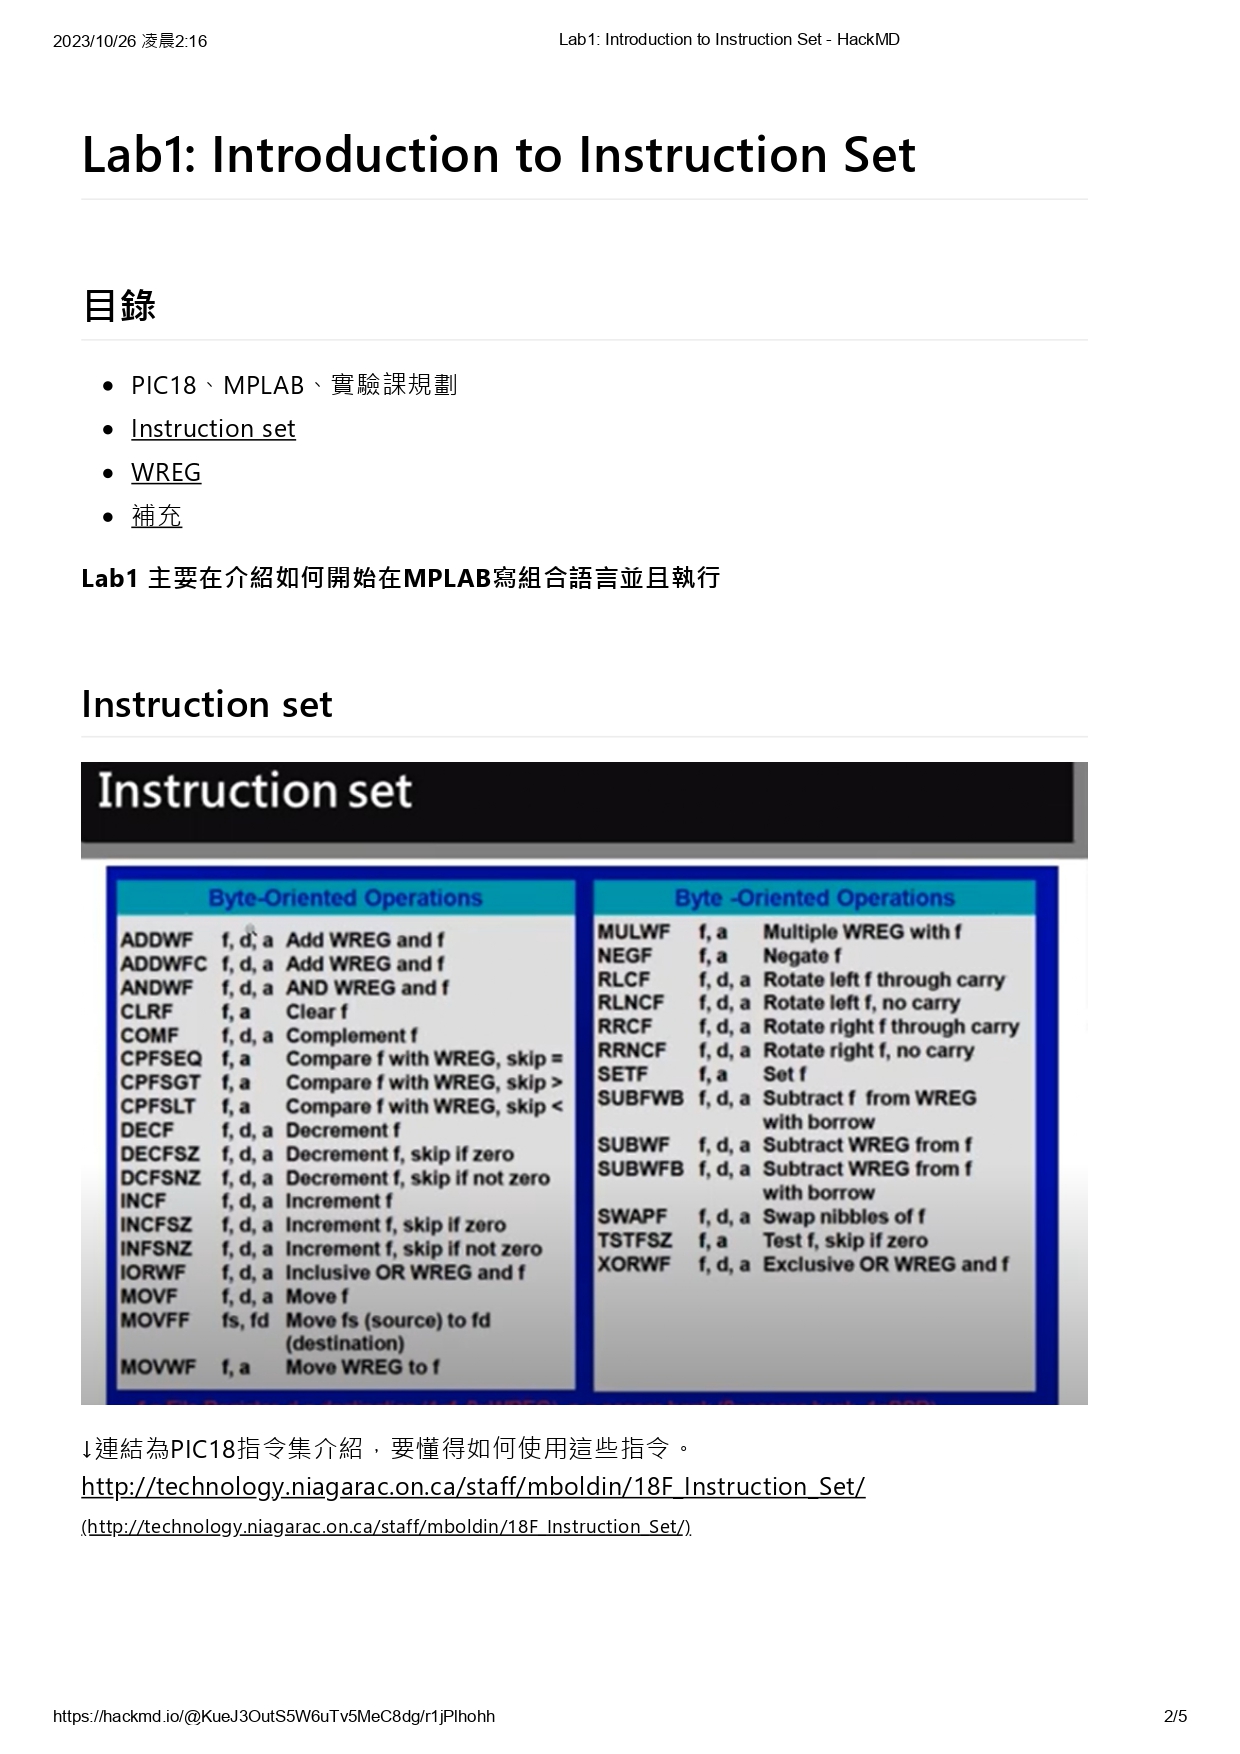 2023/10/26 凌晨2:16
Lab1: Introduction to Instruction Set - HackMD
Lab1: Introduction to Instruction Set
目錄
PIC18、MPLAB、實驗課規劃
Instruction set
WREG
補充
Lab1 主要在介紹如何開始在MPLAB寫組合語言並且執行
Instruction set
Instruction set
Byte-Oriented Operations
ADDWF f, d, a Add WREG and f
ADDWFC f, d, a Add WREG and f
ANDWF f, d, a AND WREG and f
CLRF f, a Clear f
COMF f, d, a Complement f
CPFSEQ f, a Compare f with WREG, skip =
CPFSGT f, a Compare f with WREG, skip >
CPFSLT f, a Compare f with WREG, skip <
DECF f, d, a Decrement f
DECFSZ f, d, a Decrement f, skip if zero
DCFSNZ f, d, a Decrement f, skip if not zero
INCF f, d, a Increment f
INCFSZ f, d, a Increment f, skip if zero
INFSNZ f, d, a Increment f, skip if not zero
IORWF f, d, a Inclusive OR WREG and f
MOVF f, d, a Move f
MOVFF fs, fd Move fs (source) to fd
(destination)
MOVWF f, a Move WREG to f
Byte -Oriented Operations
MULWF f, a Multiple WREG with f
NEGF f, a Negate f
RLCF f, d, a Rotate left f through carry
RLNCF f, d, a Rotate left f, no carry
RRCF f, d, a Rotate right f through carry
RRNCF f, d, a Rotate right f, no carry
SETF f, a Set f
SUBFWB f, d, a Subtract f from WREG
with borrow
SUBWF f, d, a Subtract WREG from f
SUBWFB f, d, a Subtract WREG from f
with borrow
SWAPF f, d, a Swap nibbles of f
TSTFSZ f, a Test f, skip if zero
XORWF f, d, a Exclusive OR WREG and f
↓連結為PIC18指令集介紹，要懂得如何使用這些指令。
http://technology.niagarac.on.ca/staff/mboldin/18F_Instruction_Set/
(http://technology.niagarac.on.ca/staff/mboldin/18F_Instruction_Set/)
https://hackmd.io/@KueJ3OutS5W6uTv5MeC8dg/r1jPlhohh
2/5